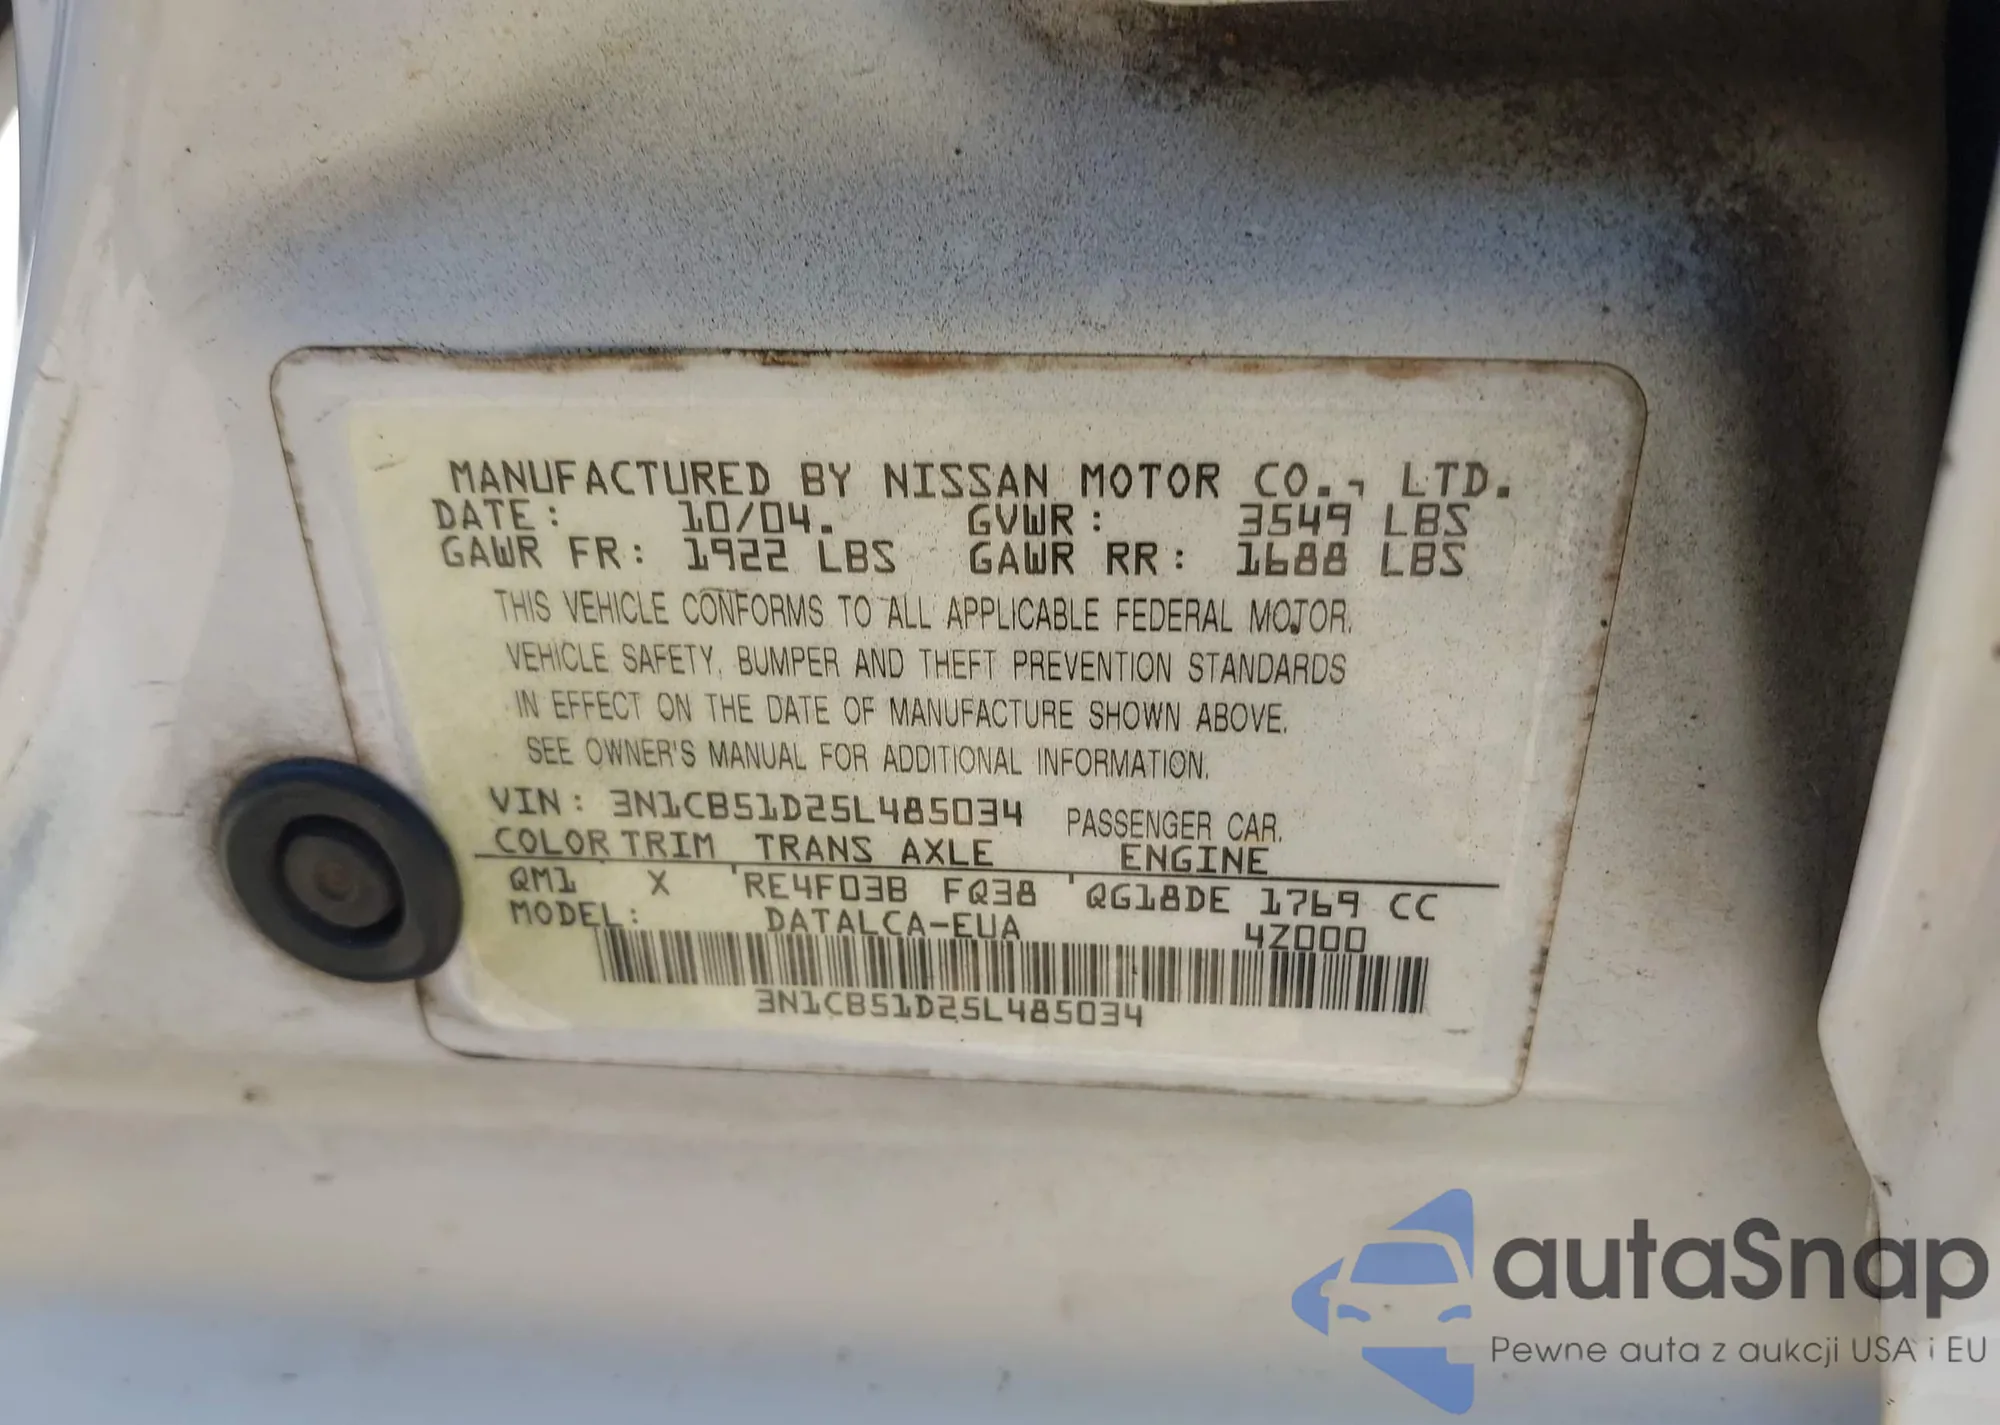 MANUFACTURED BY NISSAN MOTOR CO., LTD.
DATE: 10/04. GVWR: 3549 LBS
GAWR FR: 1922 LBS GAWR RR: 1688 LBS
THIS VEHICLE CONFORMS TO ALL APPLICABLE FEDERAL MOTOR
VEHICLE SAFETY, BUMPER AND THEFT PREVENTION STANDARDS
IN EFFECT ON THE DATE OF MANUFACTURE SHOWN ABOVE.
SEE OWNER'S MANUAL FOR ADDITIONAL INFORMATION.
VIN: 3N1CB51D25L485034 PASSENGER CAR.
COLOR TRIM TRANS AXLE ENGINE
QM1 X RE4F03B FQ38 QG18DE 1769 CC
MODEL: DATALCA-EUA 4Z000
3N1CB51D25L485034
autaSnap
Pewne auta z aukcji USA i EU